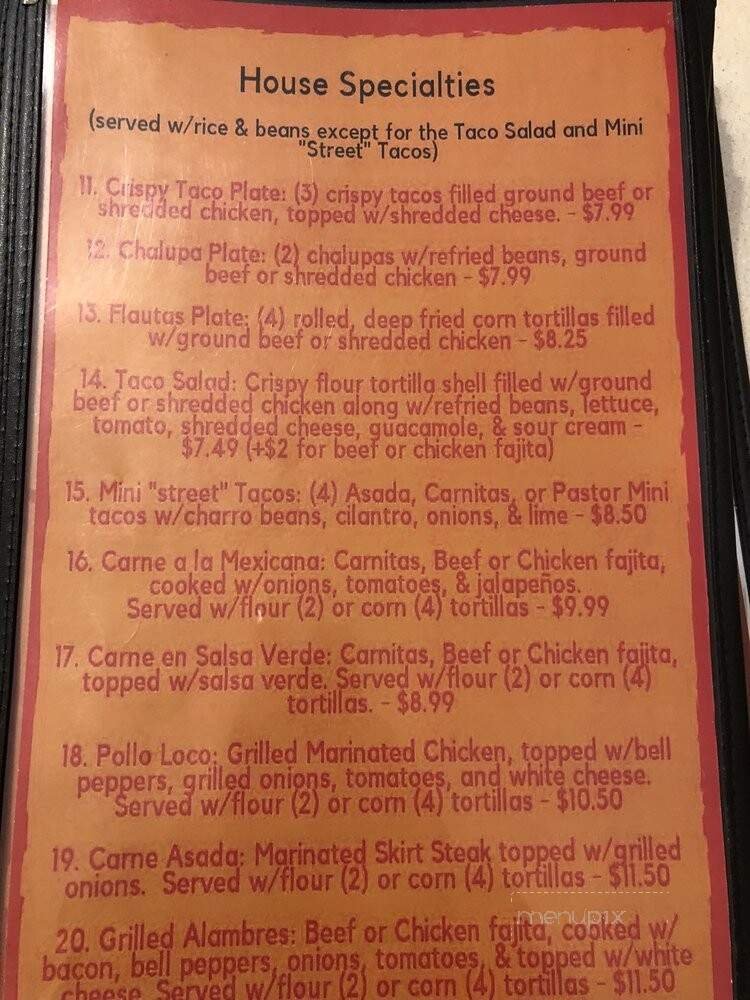 House Specialties
(served w/rice & beans except for the Taco Salad and Mini
"Street" Tacos)
11. Crispy Taco Plate: (3) crispy tacos filled ground beef or
shredded chicken, topped w/shredded cheese. - $7.99
12. Chalupa Plate: (2) chalupas w/refried beans, ground
beef or shredded chicken - $7.99
13. Flautas Plate: (4) rolled, deep fried corn tortillas filled
w/ground beef or shredded chicken - $8.25
14. Taco Salad: Crispy flour tortilla shell filled w/ground
beef or shredded chicken along w/refried beans, lettuce,
tomato, shredded cheese, guacamole, & sour cream -
$7.49 (+$2 for beef or chicken fajita)
15. Mini "street" Tacos: (4) Asada, Carnitas, or Pastor Mini
tacos w/charro beans, cilantro, onions, & lime - $8.50
16. Carne a la Mexicana: Carnitas, Beef or Chicken fajita,
cooked w/onions, tomatoes, & jalapeños.
Served w/flour (2) or corn (4) tortillas - $9.99
17. Carne en Salsa Verde: Carnitas, Beef or Chicken fajita,
topped w/salsa verde. Served w/flour (2) or corn (4)
tortillas. - $8.99
18. Pollo Loco: Grilled Marinated Chicken, topped w/bell
peppers, grilled onions, tomatoes, and white cheese.
Served w/flour (2) or corn (4) tortillas - $10.50
19. Carne Asada: Marinated Skirt Steak topped w/grilled
onions. Served w/flour (2) or corn (4) tortillas - $11.50
menupix
20. Grilled Alambres: Beef or Chicken fajita, cooked w/
bacon, bell peppers, onions, tomatoes, & topped w/white
cheese. Served w/flour (2) or corn (4) tortillas - $11.50